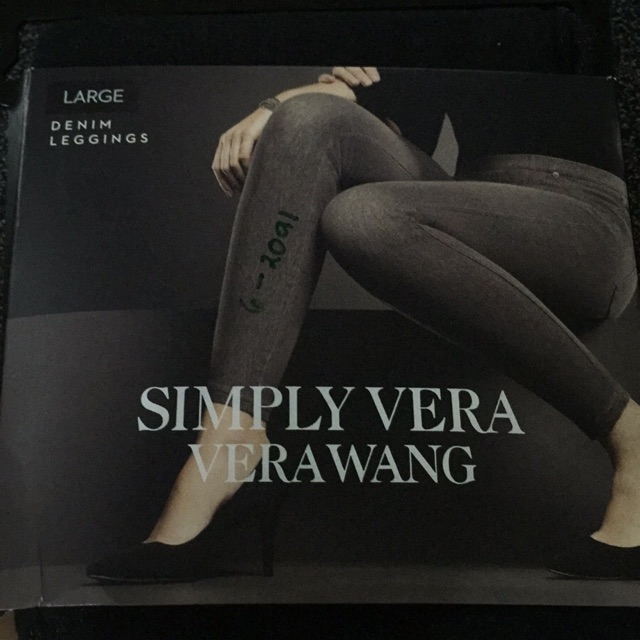 LARGE
DENIM
LEGGINGS
6-2091
SIMPLY VERA
VERAWANG